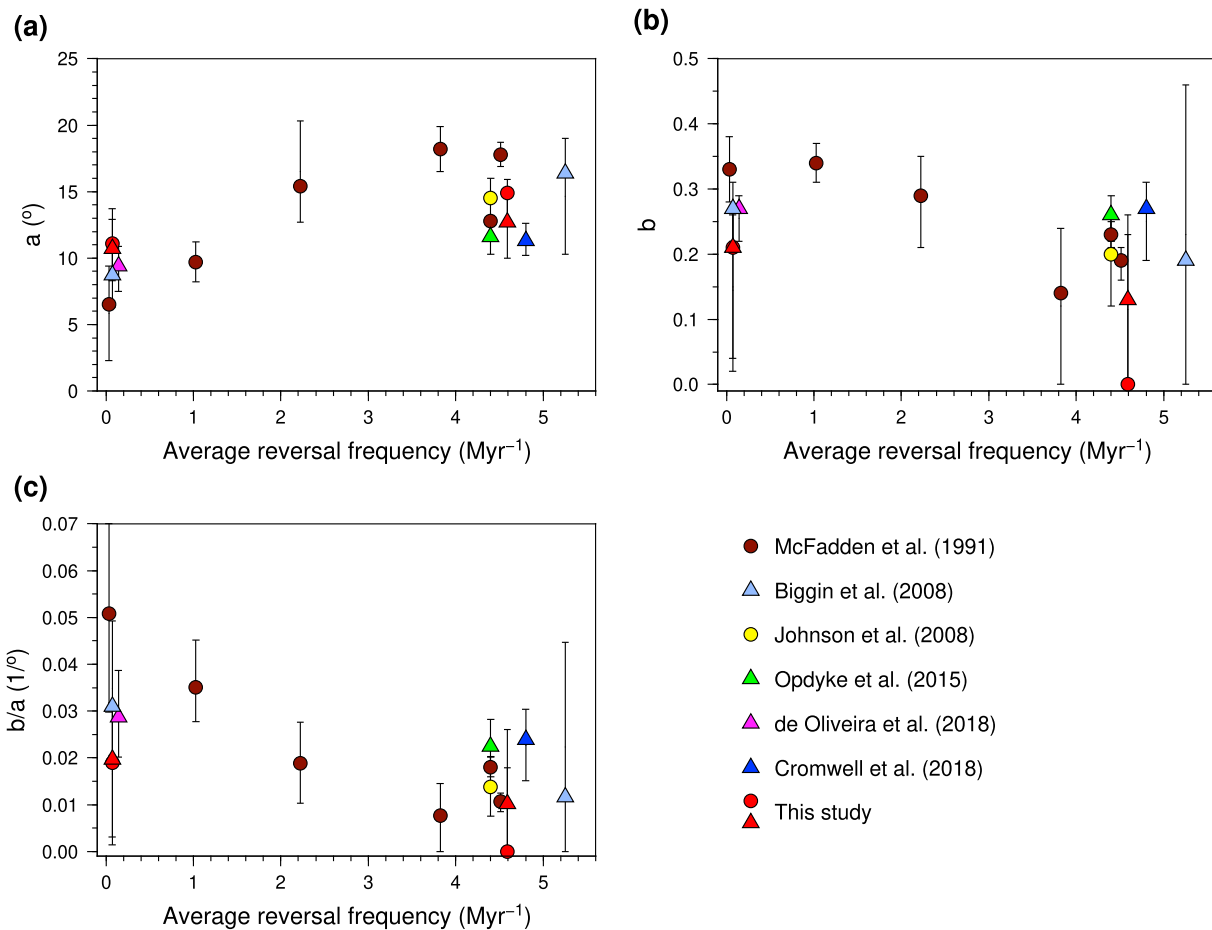 (a)
25
20
15
10
5
0
a (º)
0 1 2 3 4 5
Average reversal frequency (Myr⁻¹)
(b)
0.5
0.4
0.3
0.2
0.1
0.0
b
0 1 2 3 4 5
Average reversal frequency (Myr⁻¹)
(c)
0.07
0.06
0.05
0.04
0.03
0.02
0.01
0.00
b/a (1/º)
0 1 2 3 4 5
Average reversal frequency (Myr⁻¹)
McFadden et al. (1991)
Biggin et al. (2008)
Johnson et al. (2008)
Opdyke et al. (2015)
de Oliveira et al. (2018)
Cromwell et al. (2018)
This study